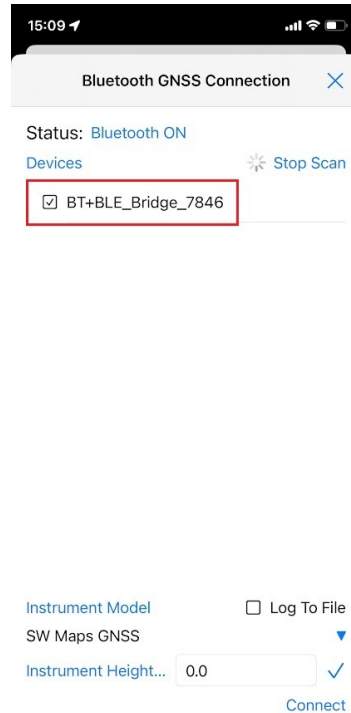 15:09
Bluetooth GNSS Connection
Status: Bluetooth ON
Devices Stop Scan
BT+BLE_Bridge_7846
Instrument Model Log To File
SW Maps GNSS
Instrument Height... 0.0
Connect